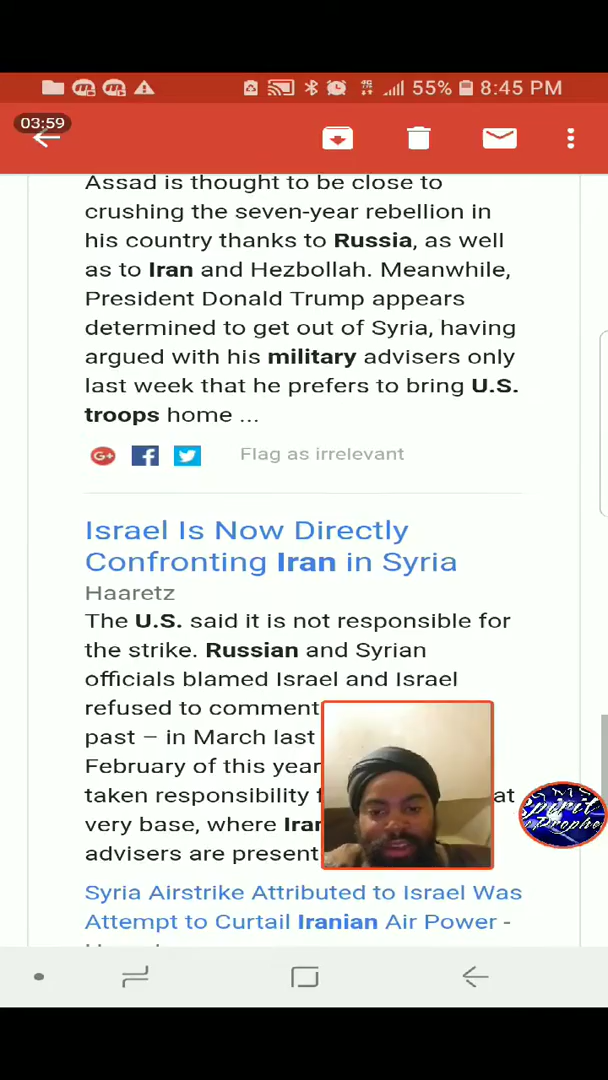 55% 8:45 PM
03:59
Assad is thought to be close to
crushing the seven-year rebellion in
his country thanks to Russia, as well
as to Iran and Hezbollah. Meanwhile,
President Donald Trump appears
determined to get out of Syria, having
argued with his military advisers only
last week that he prefers to bring U.S.
troops home ...
G+ Flag as irrelevant
Israel Is Now Directly
Confronting Iran in Syria
Haaretz
The U.S. said it is not responsible for
the strike. Russian and Syrian
officials blamed Israel and Israel
refused to comment
past – in March last
February of this year
taken responsibility at
very base, where
advisers are present
Spirit
Syria Airstrike Attributed to Israel Was
Attempt to Curtail Iranian Air Power -